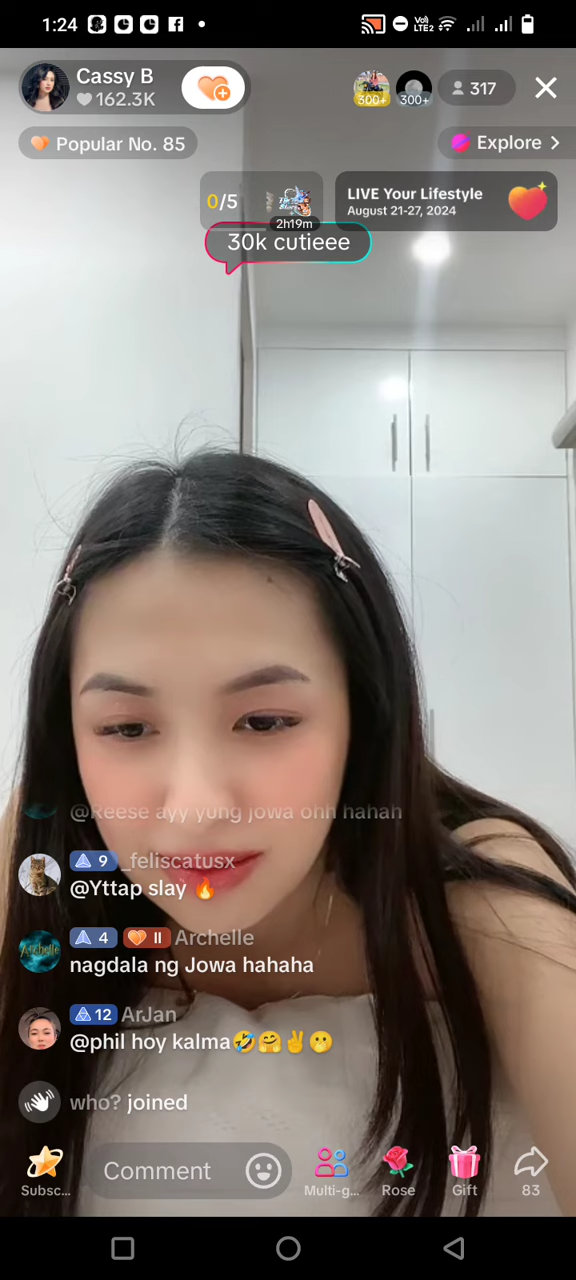 1:24
Vo) LTE2
Cassy B
162.3K
300+
300+
317
Popular No. 85
Explore >
0/5
2h19m
LIVE Your Lifestyle
August 21-27, 2024
30k cutieee
@Reese ayy yung jowa ohh hahah
9 _feliscatusx
@Yttap slay 🔥
4 II Archelle
nagdala ng Jowa hahaha
12 ArJan
@phil hoy kalma🤣🤗✌️🫢
who? joined
Comment
Subsc...
Multi-g...
Rose
Gift
83